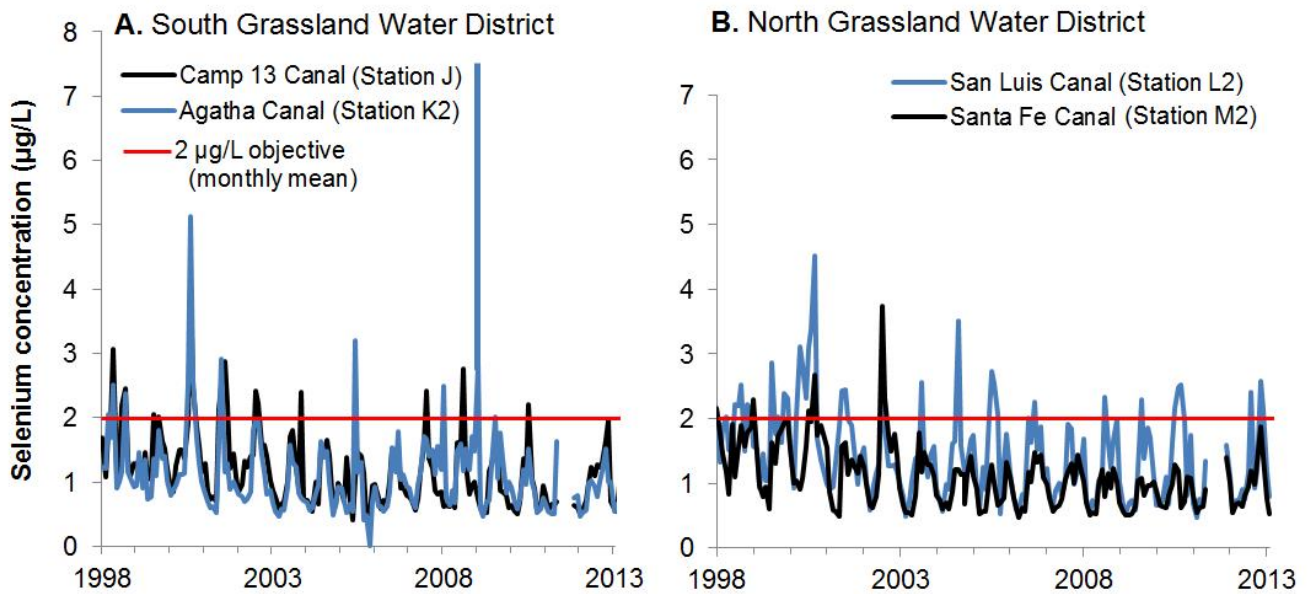 A. South Grassland Water District
Camp 13 Canal (Station J)
Agatha Canal (Station K2)
2 µg/L objective
(monthly mean)
Selenium concentration (µg/L)
8
7
6
5
4
3
2
1
0
1998
2003
2008
2013
B. North Grassland Water District
San Luis Canal (Station L2)
Santa Fe Canal (Station M2)
7
6
5
4
3
2
1
0
1998
2003
2008
2013